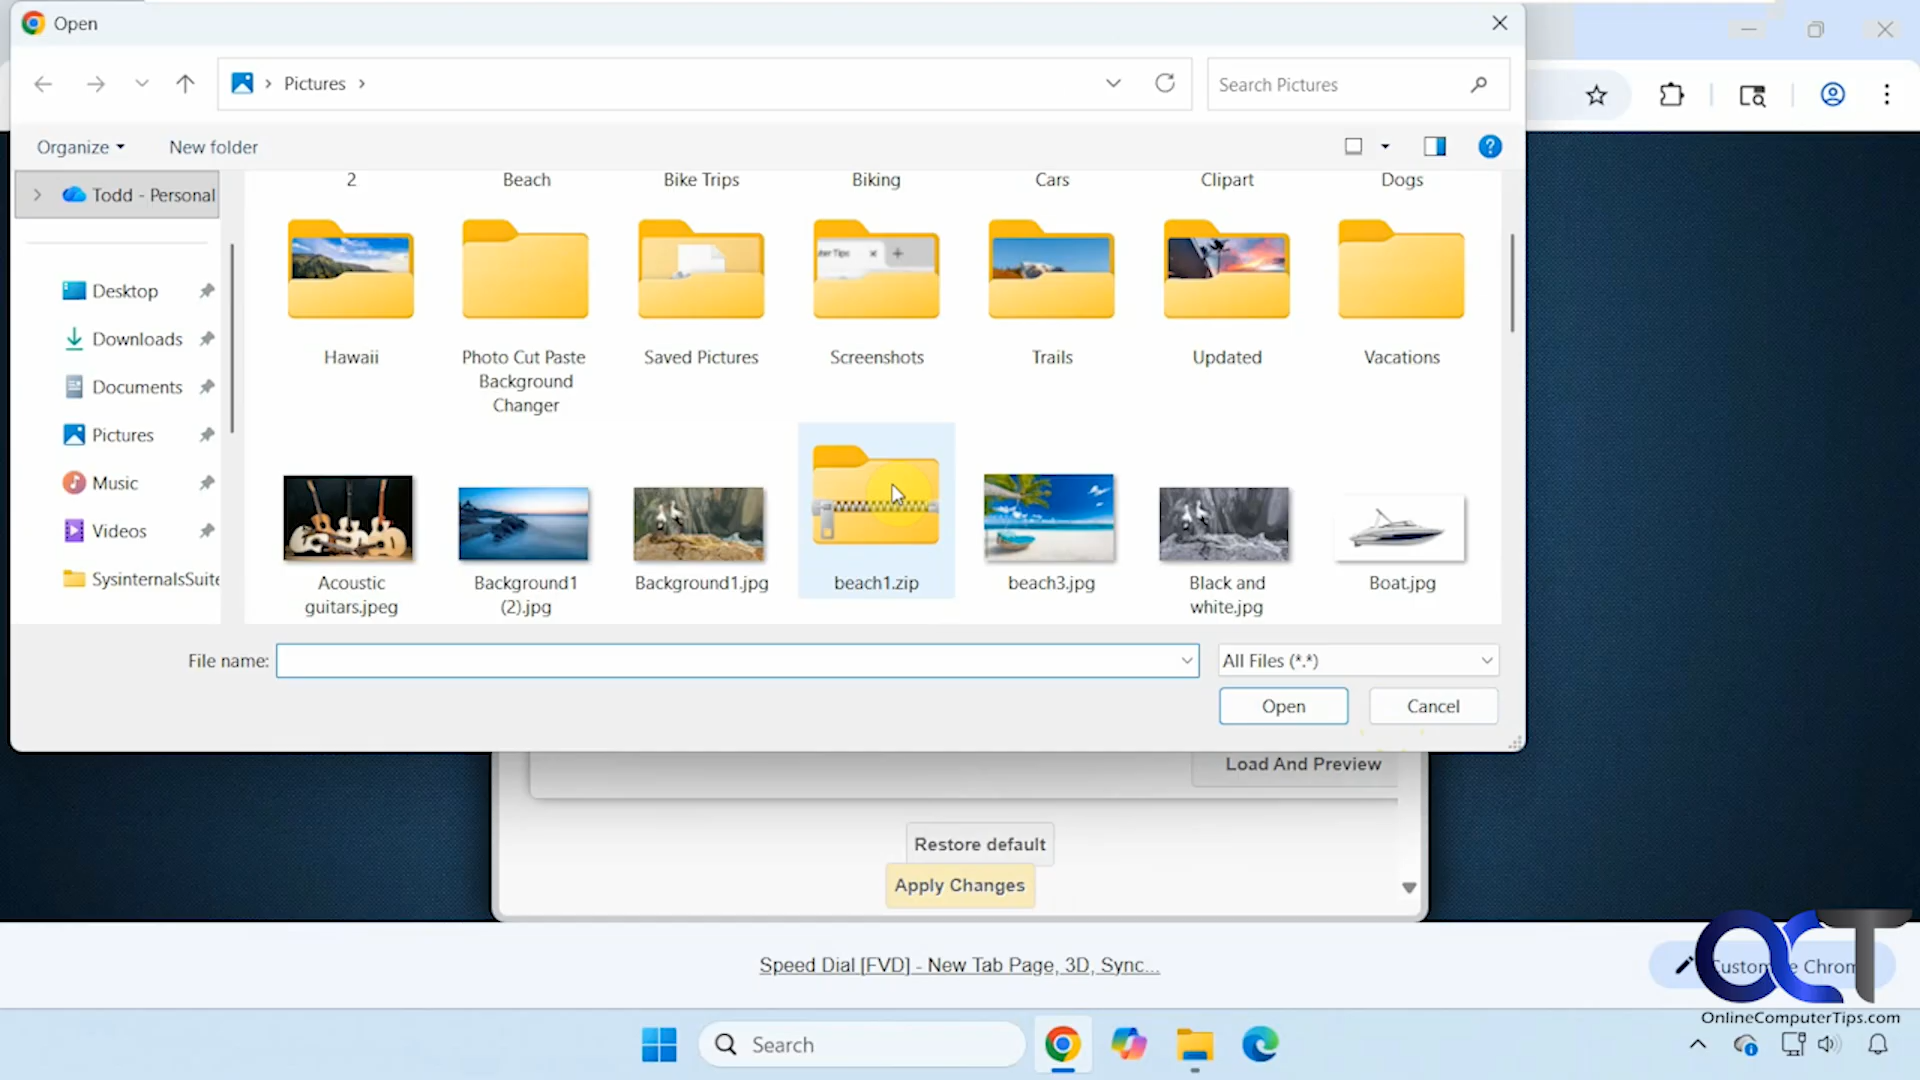 Open
Pictures
Search Pictures
Organize
New folder
2
Beach
Bike Trips
Biking
Cars
Clipart
Dogs
Todd - Personal
Desktop
Downloads
Documents
Pictures
Music
Videos
SysinternalsSuite
Hawaii
Photo Cut Paste
Background
Changer
Saved Pictures
Screenshots
Trails
Updated
Vacations
Acoustic
guitars.jpeg
Background1
(2).jpg
Background1.jpg
beach1.zip
beach3.jpg
Black and
white.jpg
Boat.jpg
File name:
All Files (*.*)
Open
Cancel
Load And Preview
Restore default
Apply Changes
Speed Dial [FVD] - New Tab Page, 3D, Sync...
OCT
OnlineComputerTips.com
Search